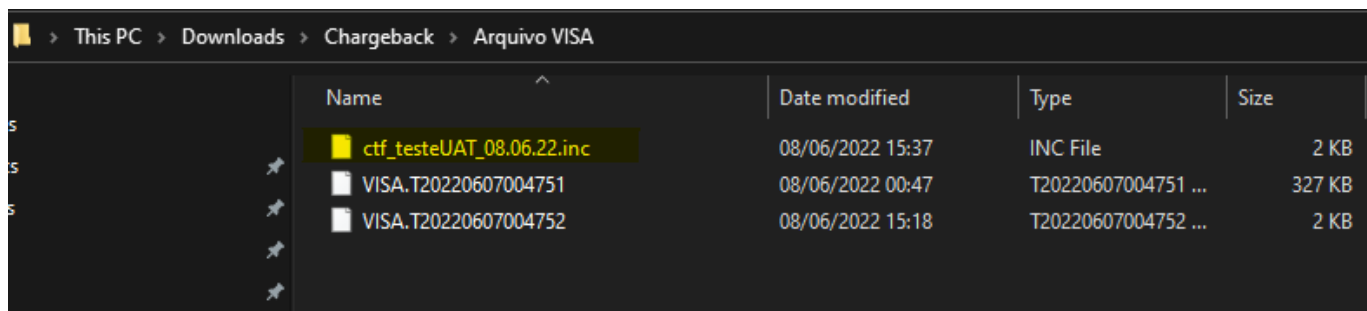 This PC > Downloads > Chargeback > Arquivo VISA
Name Date modified Type Size
s
ctf_testeUAT_08.06.22.inc 08/06/2022 15:37 INC File 2 KB
ts
VISA.T20220607004751 08/06/2022 00:47 T20220607004751 ... 327 KB
s
VISA.T20220607004752 08/06/2022 15:18 T20220607004752 ... 2 KB